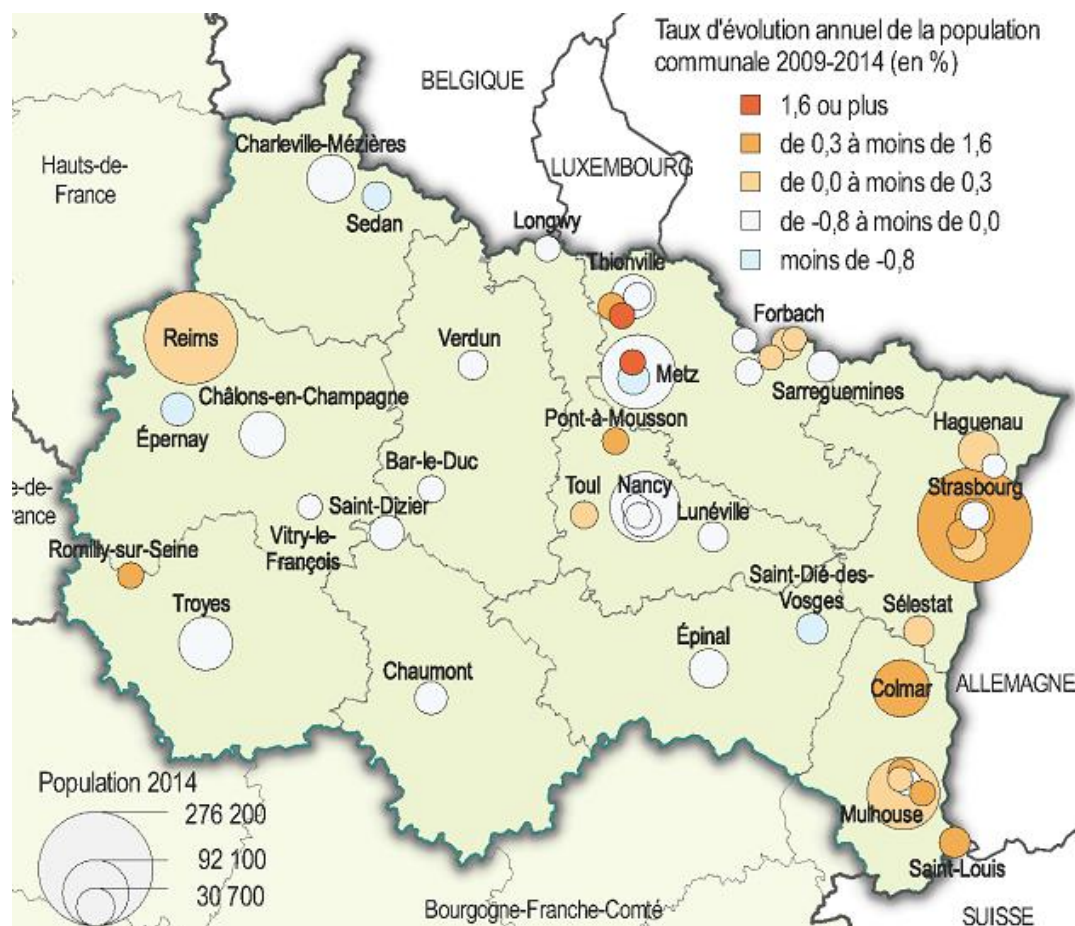 Taux d'évolution annuel de la population
communale 2009-2014 (en %)
1,6 ou plus
de 0,3 à moins de 1,6
de 0,0 à moins de 0,3
de -0,8 à moins de 0,0
moins de -0,8
BELGIQUE
LUXEMBOURG
Hauts-de-
France
Charleville-Mézières
Sedan
Longwy
Thionville
Forbach
Reims
Verdun
Metz
Sarreguemines
Châlons-en-Champagne
Épernay
Pont-à-Mousson
Haguenau
Bar-le-Duc
Toul
Nancy
Strasbourg
e-de-
rance
Saint-Dizier
Vitry-le-
François
Lunéville
Romilly-sur-Seine
Saint-Dié-des-
Vosges
Sélestat
Troyes
Épinal
Chaumont
Colmar
ALLEMAGNE
Mulhouse
Saint-Louis
Population 2014
276 200
92 100
30 700
Bourgogne-Franche-Comté
SUISSE